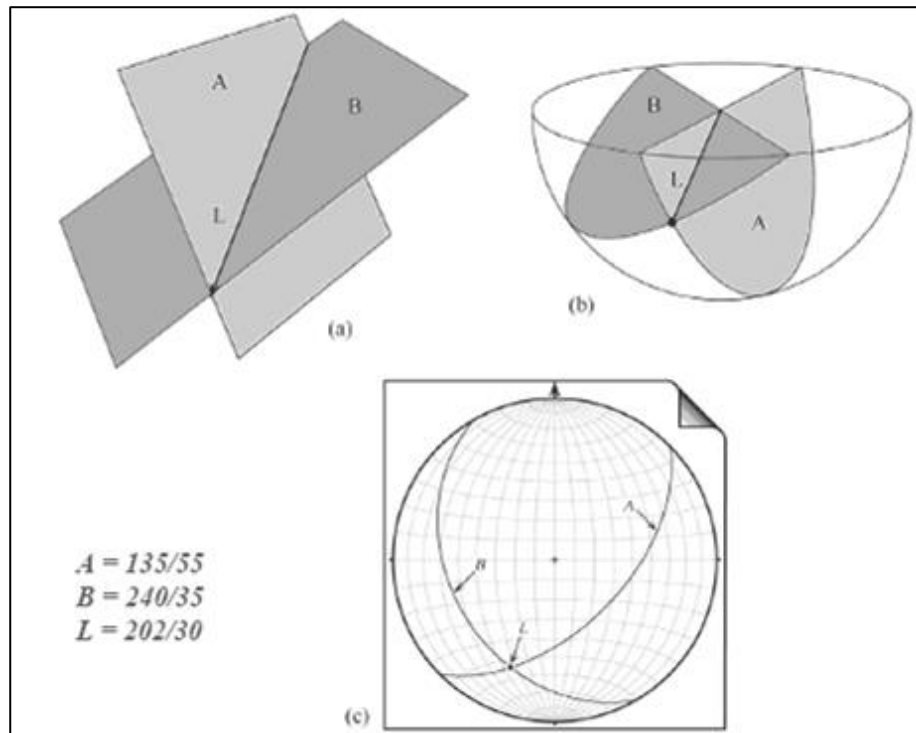 A
B
L
(a)
B
L
A
(b)
A
B
L
A = 135/55
B = 240/35
L = 202/30
(c)